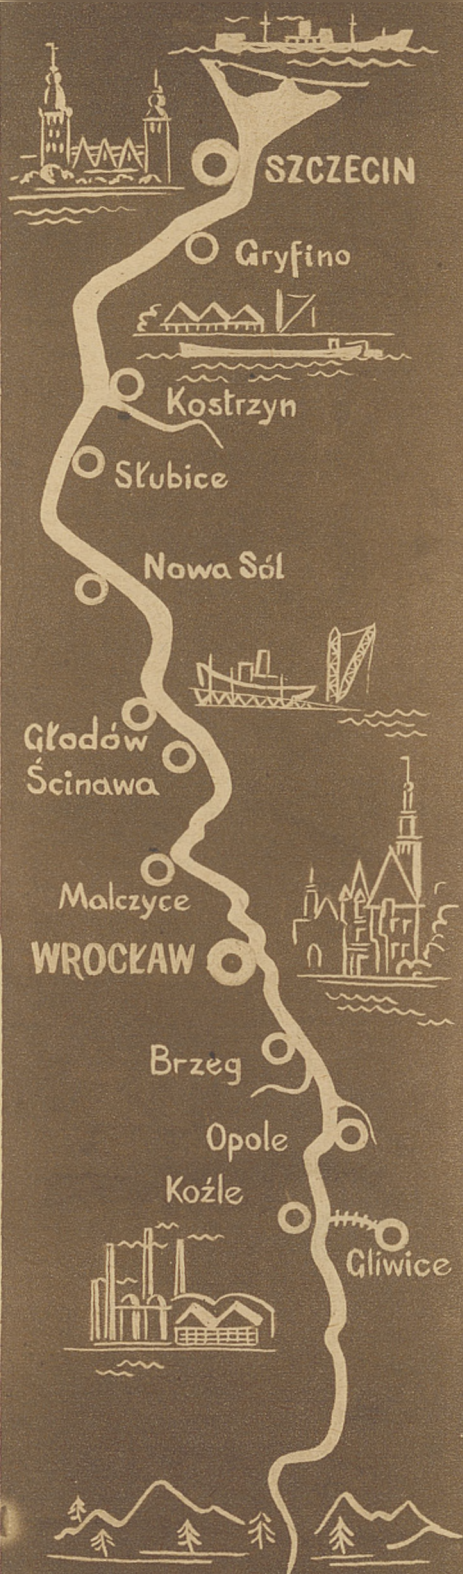 SZCZECIN
Gryfino
Kostrzyn
Słubice
Nowa Sól
Głodów
Ścinawa
Malczyce
WROCŁAW
Brzeg
Opole
Koźle
Gliwice